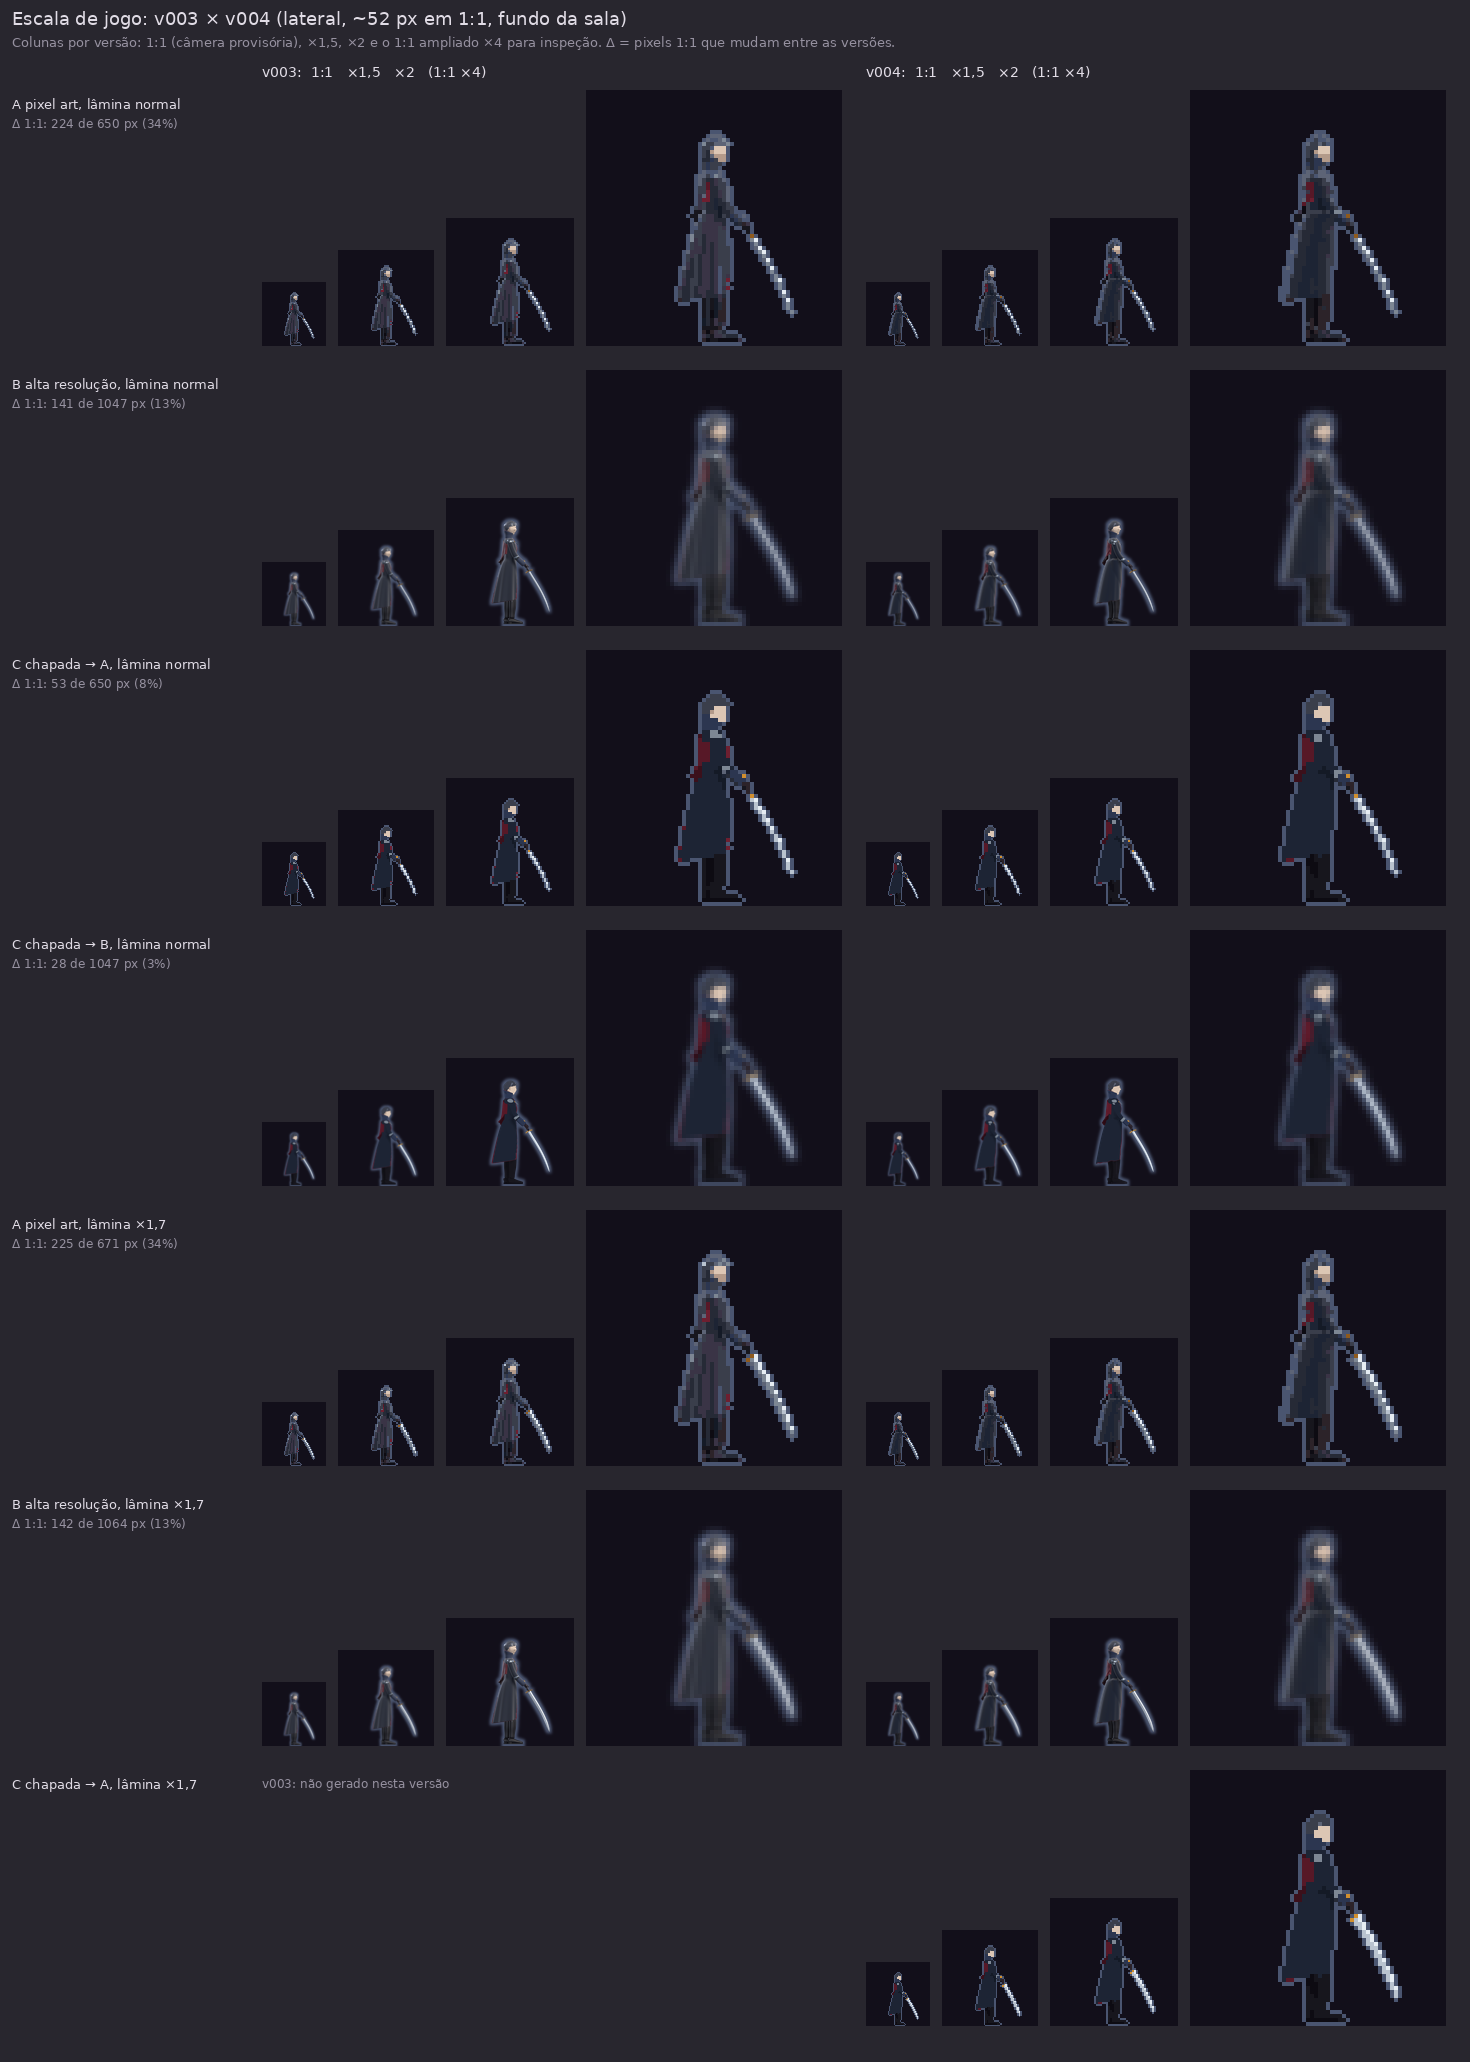 Escala de jogo: v003 × v004 (lateral, ~52 px em 1:1, fundo da sala)
Colunas por versão: 1:1 (câmera provisória), ×1,5, ×2 e o 1:1 ampliado ×4 para inspeção. Δ = pixels 1:1 que mudam entre as versões.
v003: 1:1 ×1,5 ×2 (1:1 ×4)
v004: 1:1 ×1,5 ×2 (1:1 ×4)
A pixel art, lâmina normal
Δ 1:1: 224 de 650 px (34%)
B alta resolução, lâmina normal
Δ 1:1: 141 de 1047 px (13%)
C chapada → A, lâmina normal
Δ 1:1: 53 de 650 px (8%)
C chapada → B, lâmina normal
Δ 1:1: 28 de 1047 px (3%)
A pixel art, lâmina ×1,7
Δ 1:1: 225 de 671 px (34%)
B alta resolução, lâmina ×1,7
Δ 1:1: 142 de 1064 px (13%)
C chapada → A, lâmina ×1,7
v003: não gerado nesta versão